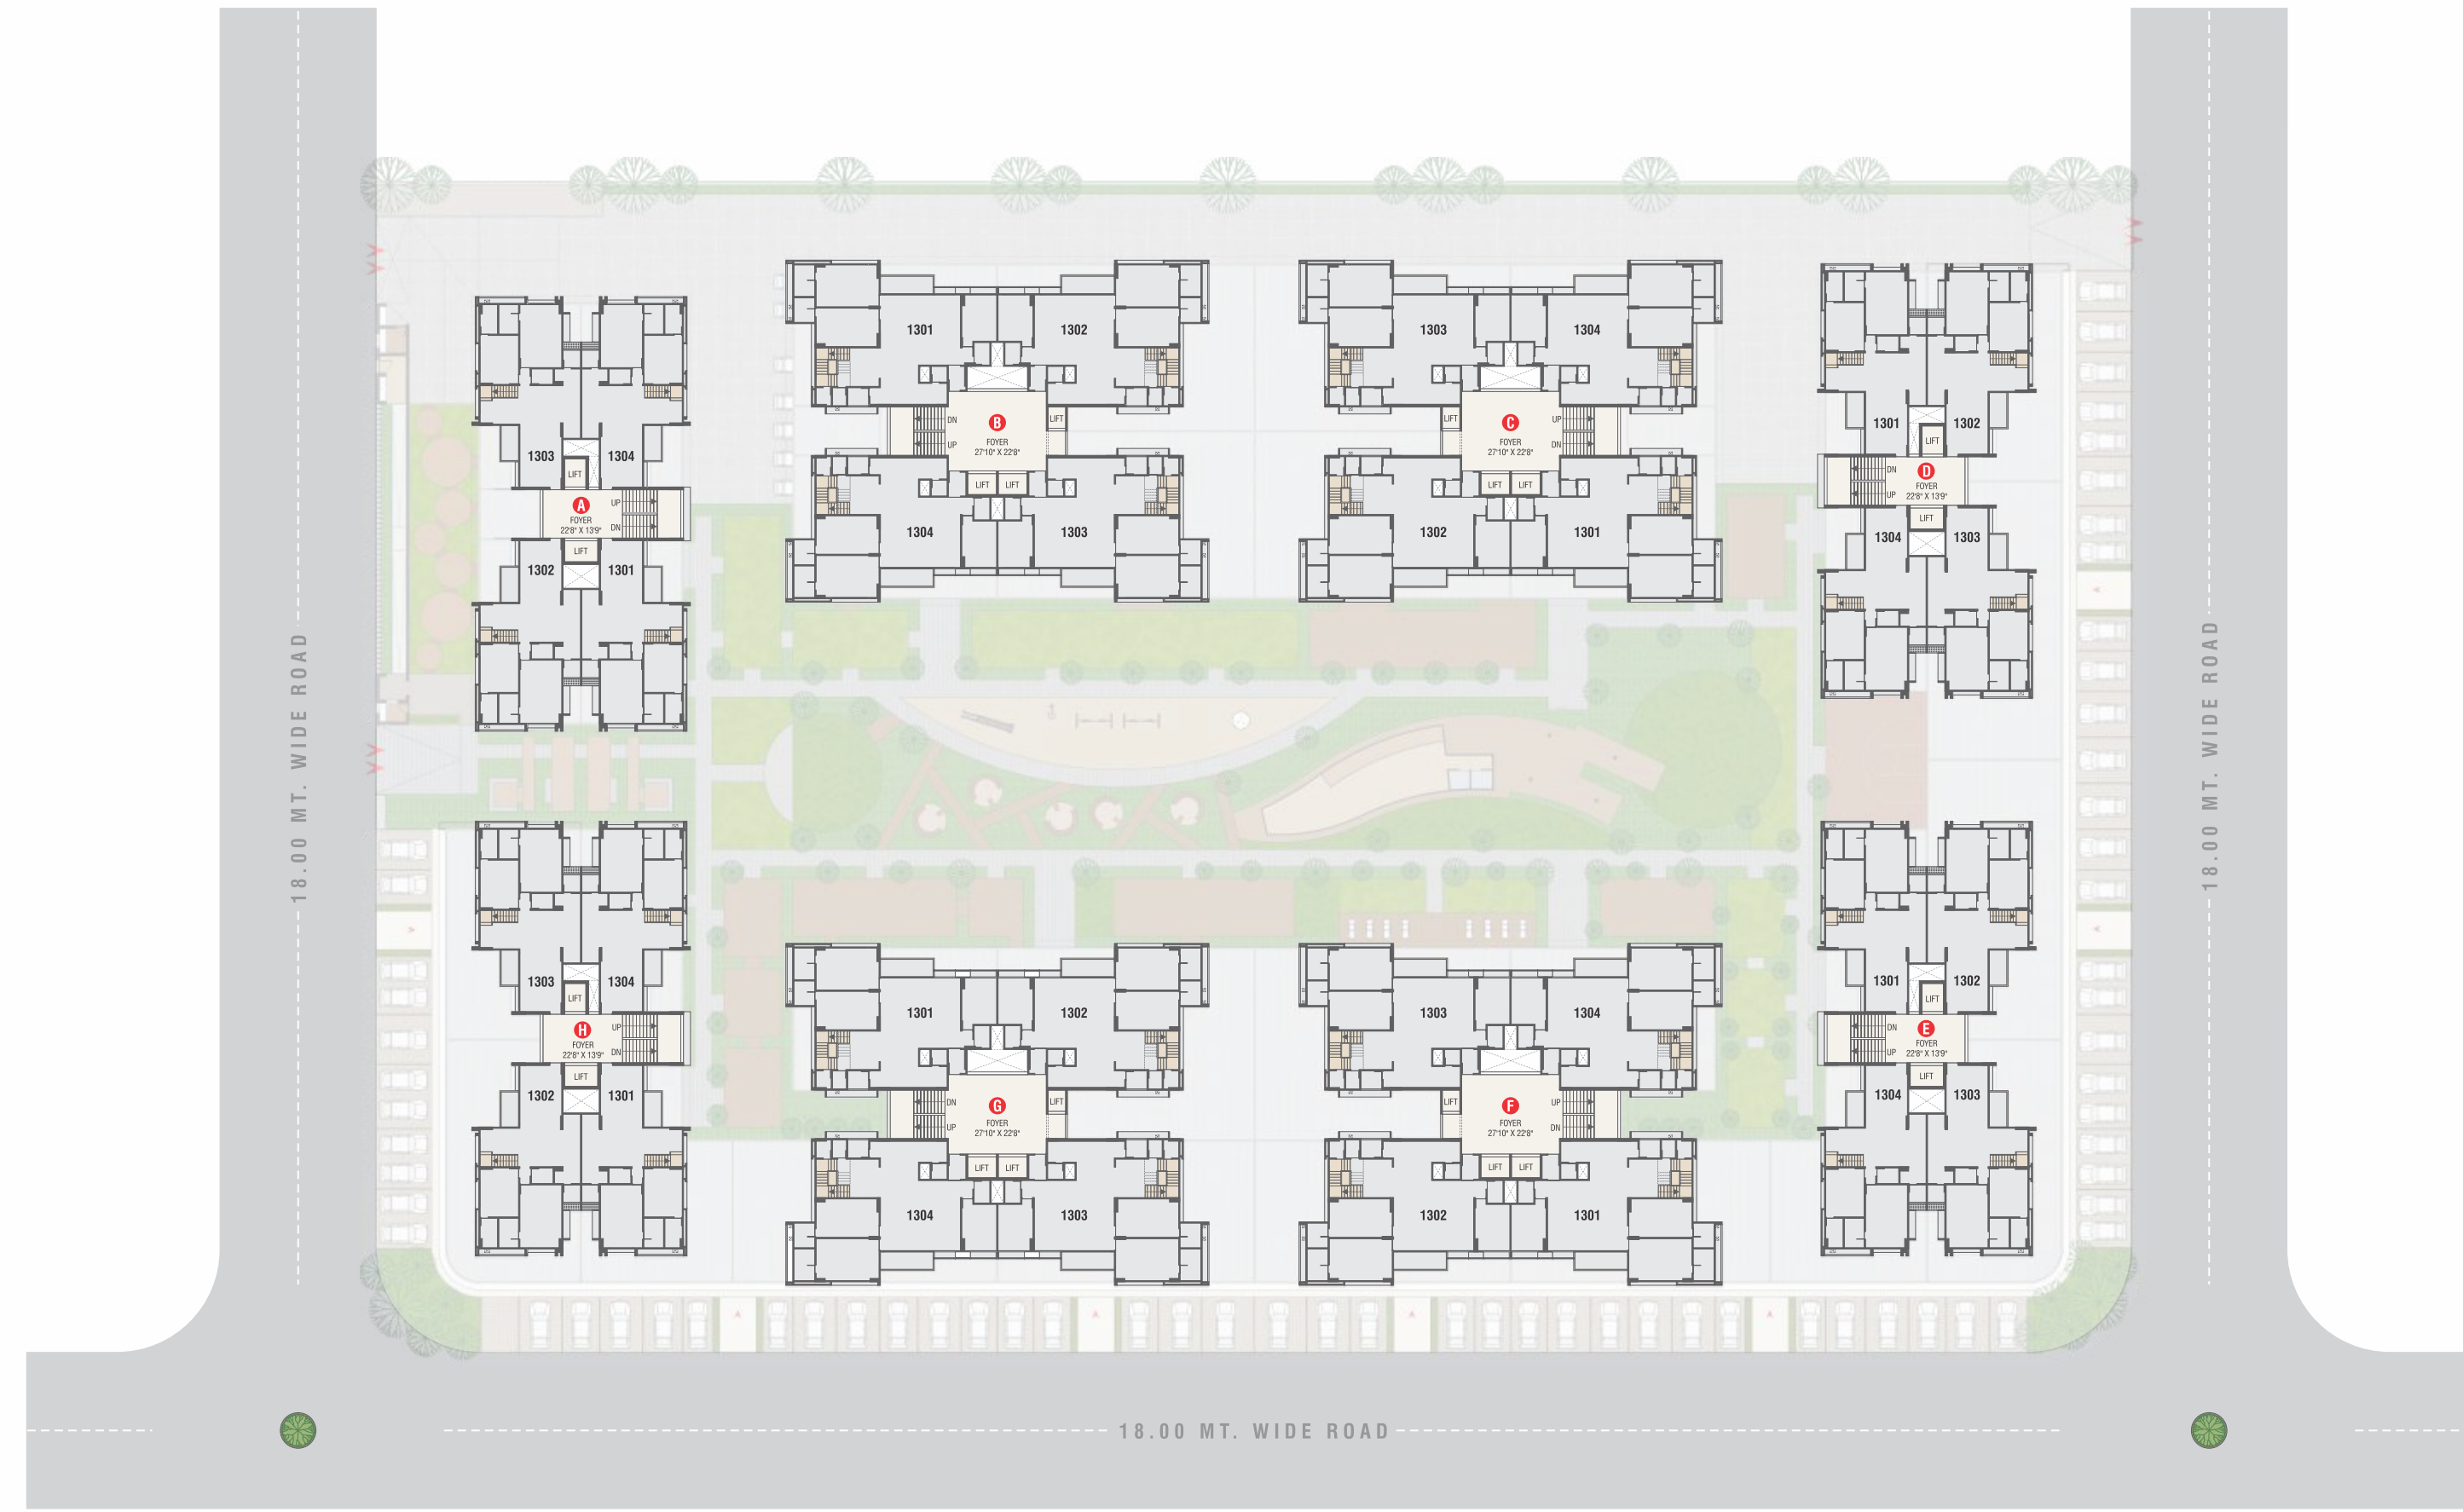 1301
1302
1303
1304
LIFT
DN
UP
B
FOYER
27'10" X 22'8"
LIFT
LIFT
1304
1303
1303
1304
LIFT
C
UP
DN
FOYER
27'10" X 22'8"
LIFT
LIFT
1302
1301
1303
1304
LIFT
A
UP
FOYER
DN
22'8" X 13'9"
LIFT
1302
1301
1301
1302
LIFT
DN
D
FOYER
UP
22'8" X 13'9"
LIFT
1304
1303
18.00 MT. WIDE ROAD
18.00 MT. WIDE ROAD
1303
1304
LIFT
H
UP
FOYER
DN
22'8" X 13'9"
LIFT
1302
1301
1301
1302
DN
G
LIFT
FOYER
UP
27'10" X 22'8"
LIFT
LIFT
1304
1303
1303
1304
LIFT
F
UP
FOYER
DN
27'10" X 22'8"
LIFT
LIFT
1302
1301
1301
1302
LIFT
DN
E
FOYER
UP
22'8" X 13'9"
LIFT
1304
1303
18.00 MT. WIDE ROAD